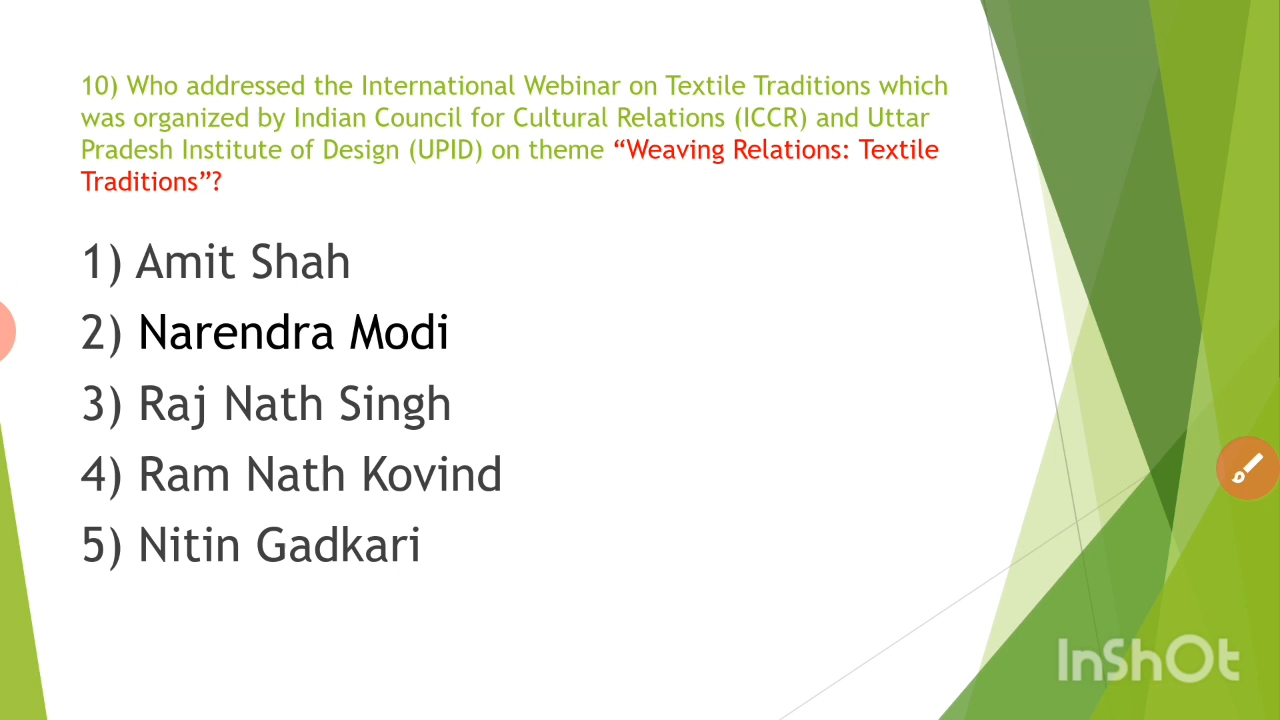 10) Who addressed the International Webinar on Textile Traditions which
was organized by Indian Council for Cultural Relations (ICCR) and Uttar
Pradesh Institute of Design (UPID) on theme “Weaving Relations: Textile
Traditions”?
1) Amit Shah
2) Narendra Modi
3) Raj Nath Singh
4) Ram Nath Kovind
5) Nitin Gadkari
InShOt